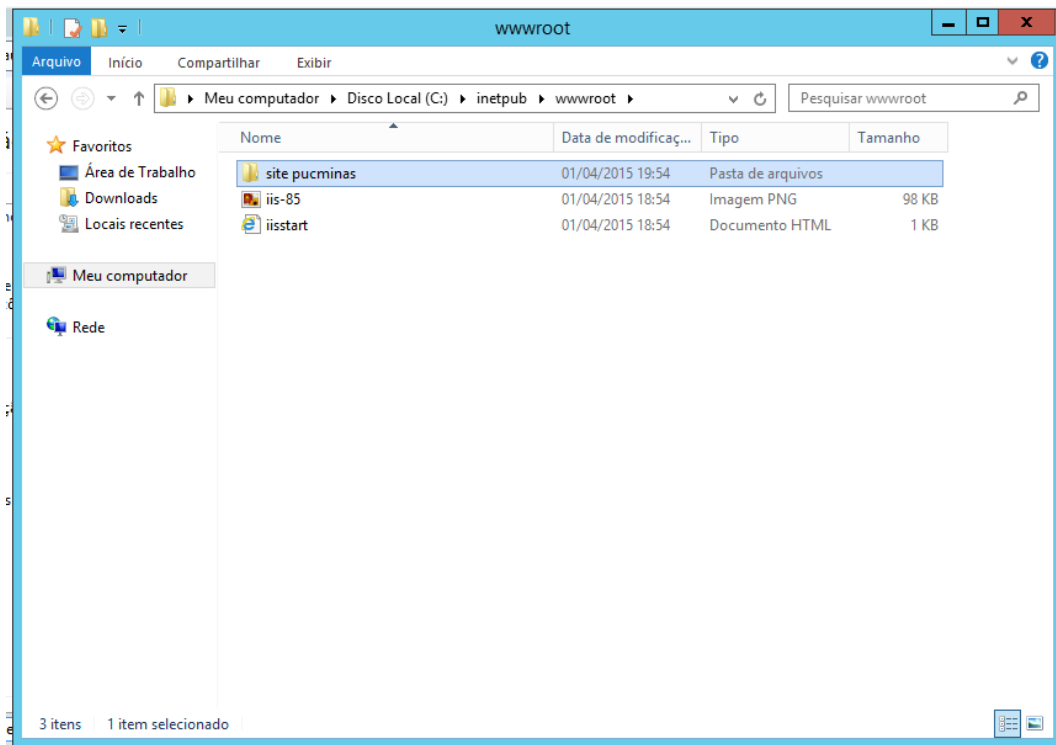 wwwroot
Arquivo Início Compartilhar Exibir
Meu computador Disco Local (C:) inetpub wwwroot Pesquisar wwwroot
Nome Data de modificaç... Tipo Tamanho
Favoritos
Área de Trabalho site pucminas 01/04/2015 19:54 Pasta de arquivos
Downloads iis-85 01/04/2015 18:54 Imagem PNG 98 KB
Locais recentes iisstart 01/04/2015 18:54 Documento HTML 1 KB
Meu computador
Rede
3 itens 1 item selecionado